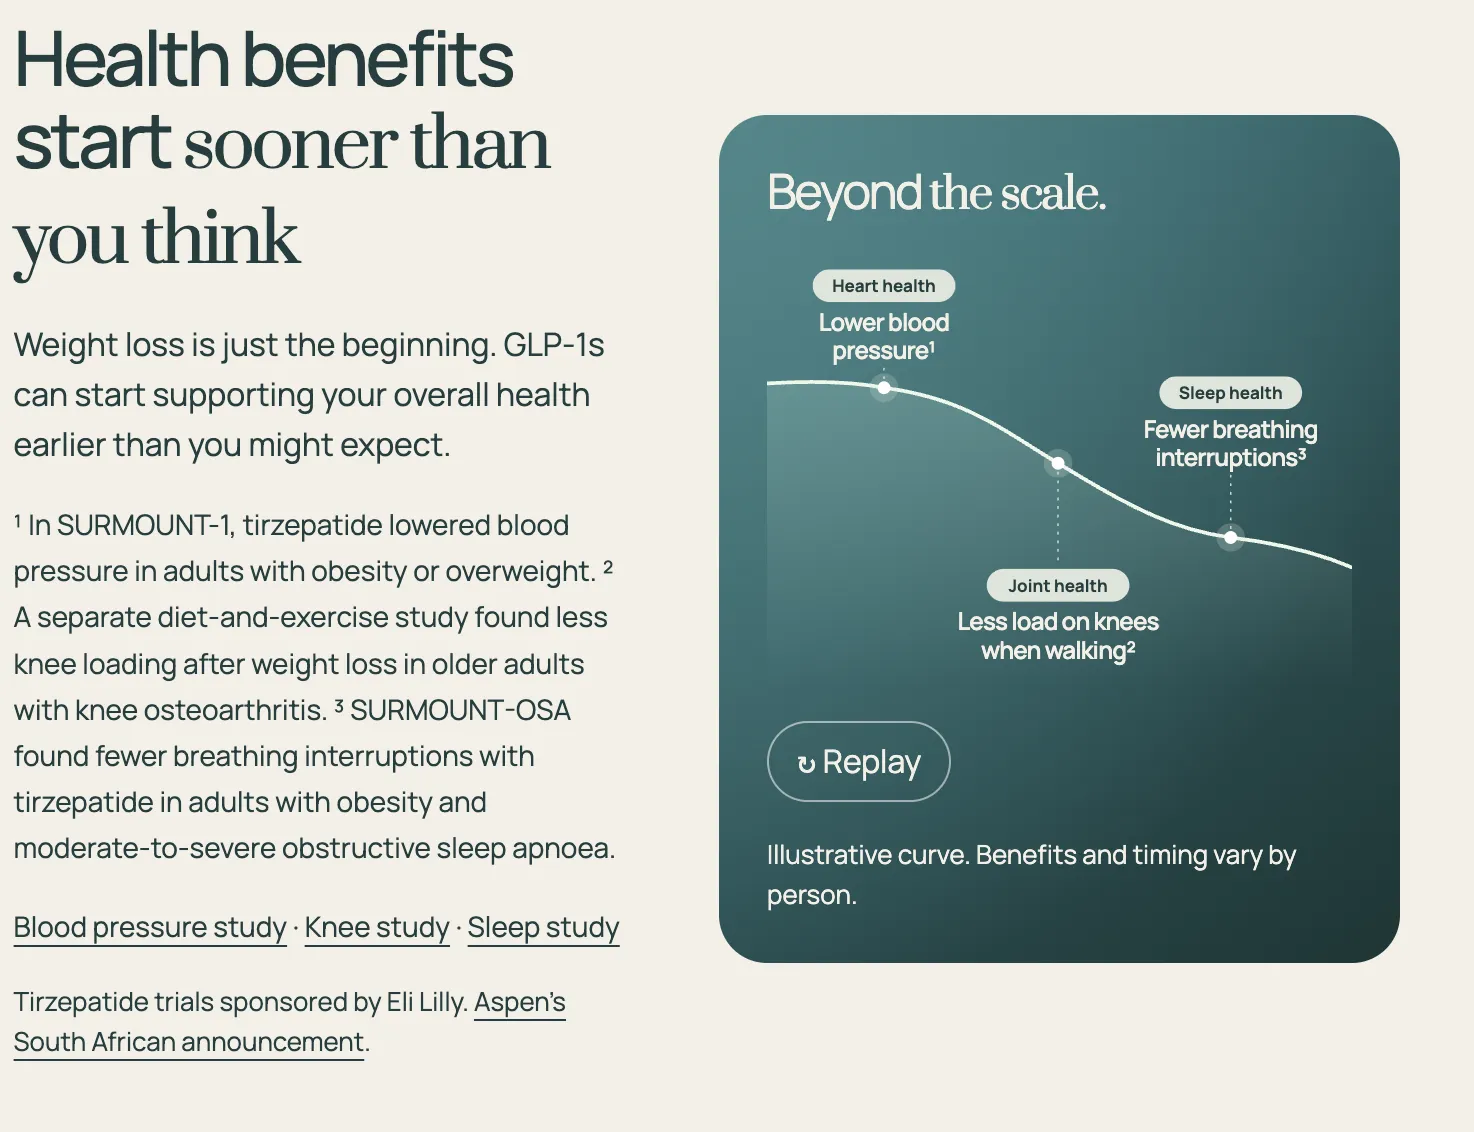 Health benefits
start sooner than
you think
Weight loss is just the beginning. GLP-1s
can start supporting your overall health
earlier than you might expect.
¹ In SURMOUNT-1, tirzepatide lowered blood
pressure in adults with obesity or overweight. ²
A separate diet-and-exercise study found less
knee loading after weight loss in older adults
with knee osteoarthritis. ³ SURMOUNT-OSA
found fewer breathing interruptions with
tirzepatide in adults with obesity and
moderate-to-severe obstructive sleep apnoea.
Blood pressure study · Knee study · Sleep study
Tirzepatide trials sponsored by Eli Lilly. Aspen’s
South African announcement.
Beyond the scale.
Heart health
Lower blood
pressure¹
Sleep health
Fewer breathing
interruptions³
Joint health
Less load on knees
when walking²
↻ Replay
Illustrative curve. Benefits and timing vary by
person.